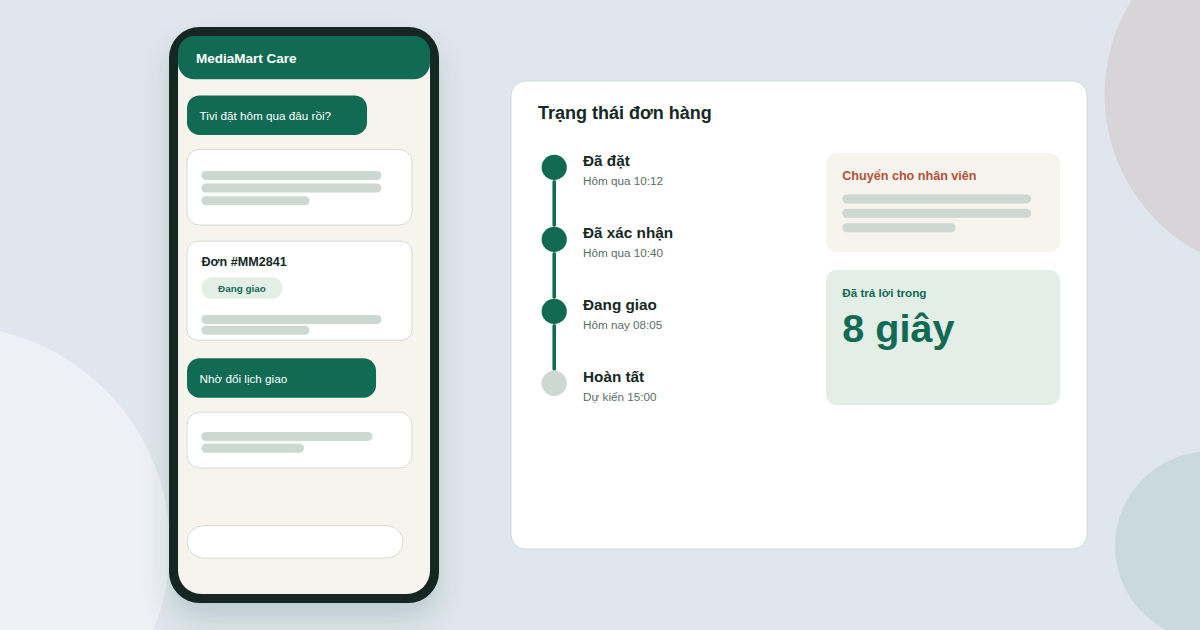 MediaMart Care
Tivi đặt hôm qua đâu rồi?
Đơn #MM2841
Đang giao
Nhờ đổi lịch giao
Trạng thái đơn hàng
Đã đặt
Hôm qua 10:12
Đã xác nhận
Hôm qua 10:40
Đang giao
Hôm nay 08:05
Hoàn tất
Dự kiến 15:00
Chuyển cho nhân viên
Đã trả lời trong
8 giây